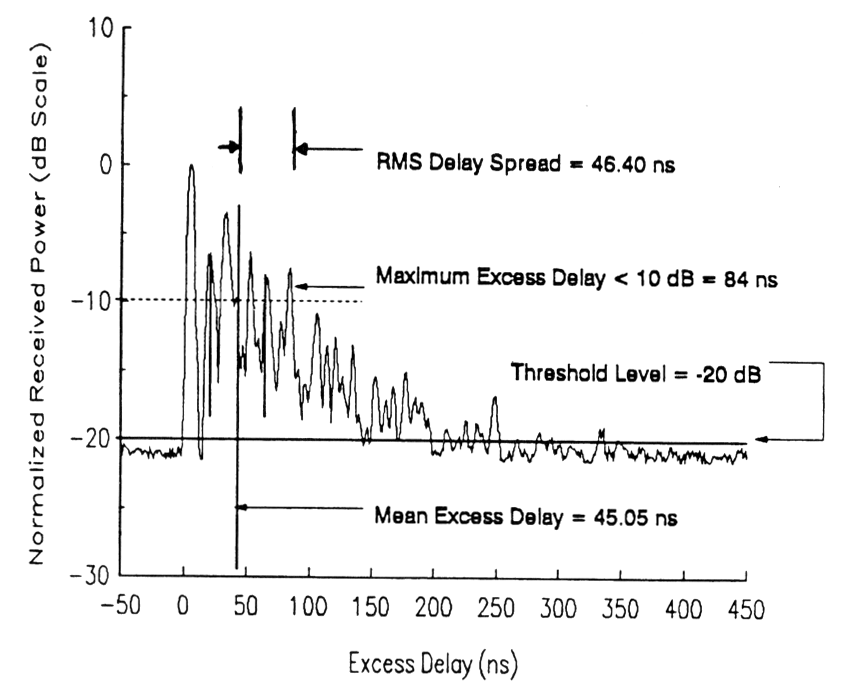 10
0
-10
-20
-30
Normalized Received Power (dB Scale)
RMS Delay Spread = 46.40 ns
Maximum Excess Delay < 10 dB = 84 ns
Threshold Level = -20 dB
Mean Excess Delay = 45.05 ns
-50 0 50 100 150 200 250 300 350 400 450
Excess Delay (ns)